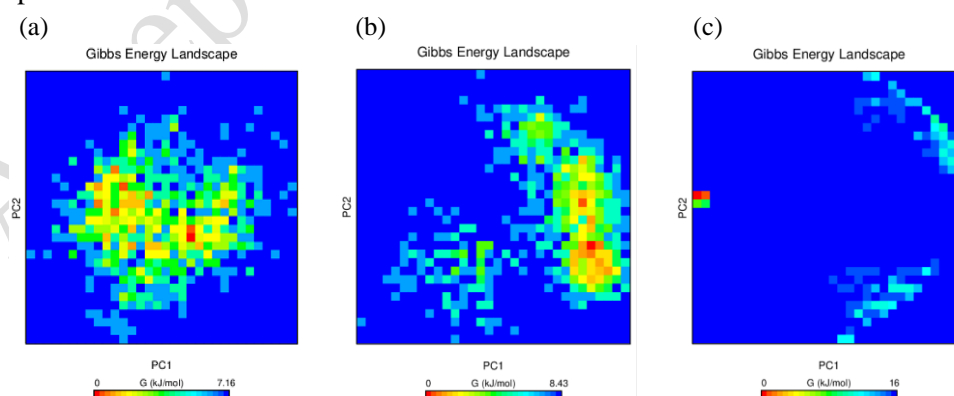 (a) (b) (c)
Gibbs Energy Landscape Gibbs Energy Landscape Gibbs Energy Landscape
PC2 PC2 PC2
PC1 PC1 PC1
0 G (kJ/mol) 7.16 0 G (kJ/mol) 8.43 0 G (kJ/mol) 16